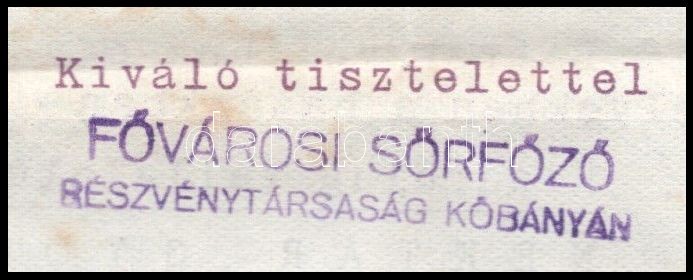 Kiváló tisztelettel
FŐVÁROSI SÖRFŐZŐ
RÉSZVÉNYTÁRSASÁG KŐBÁNYÁN